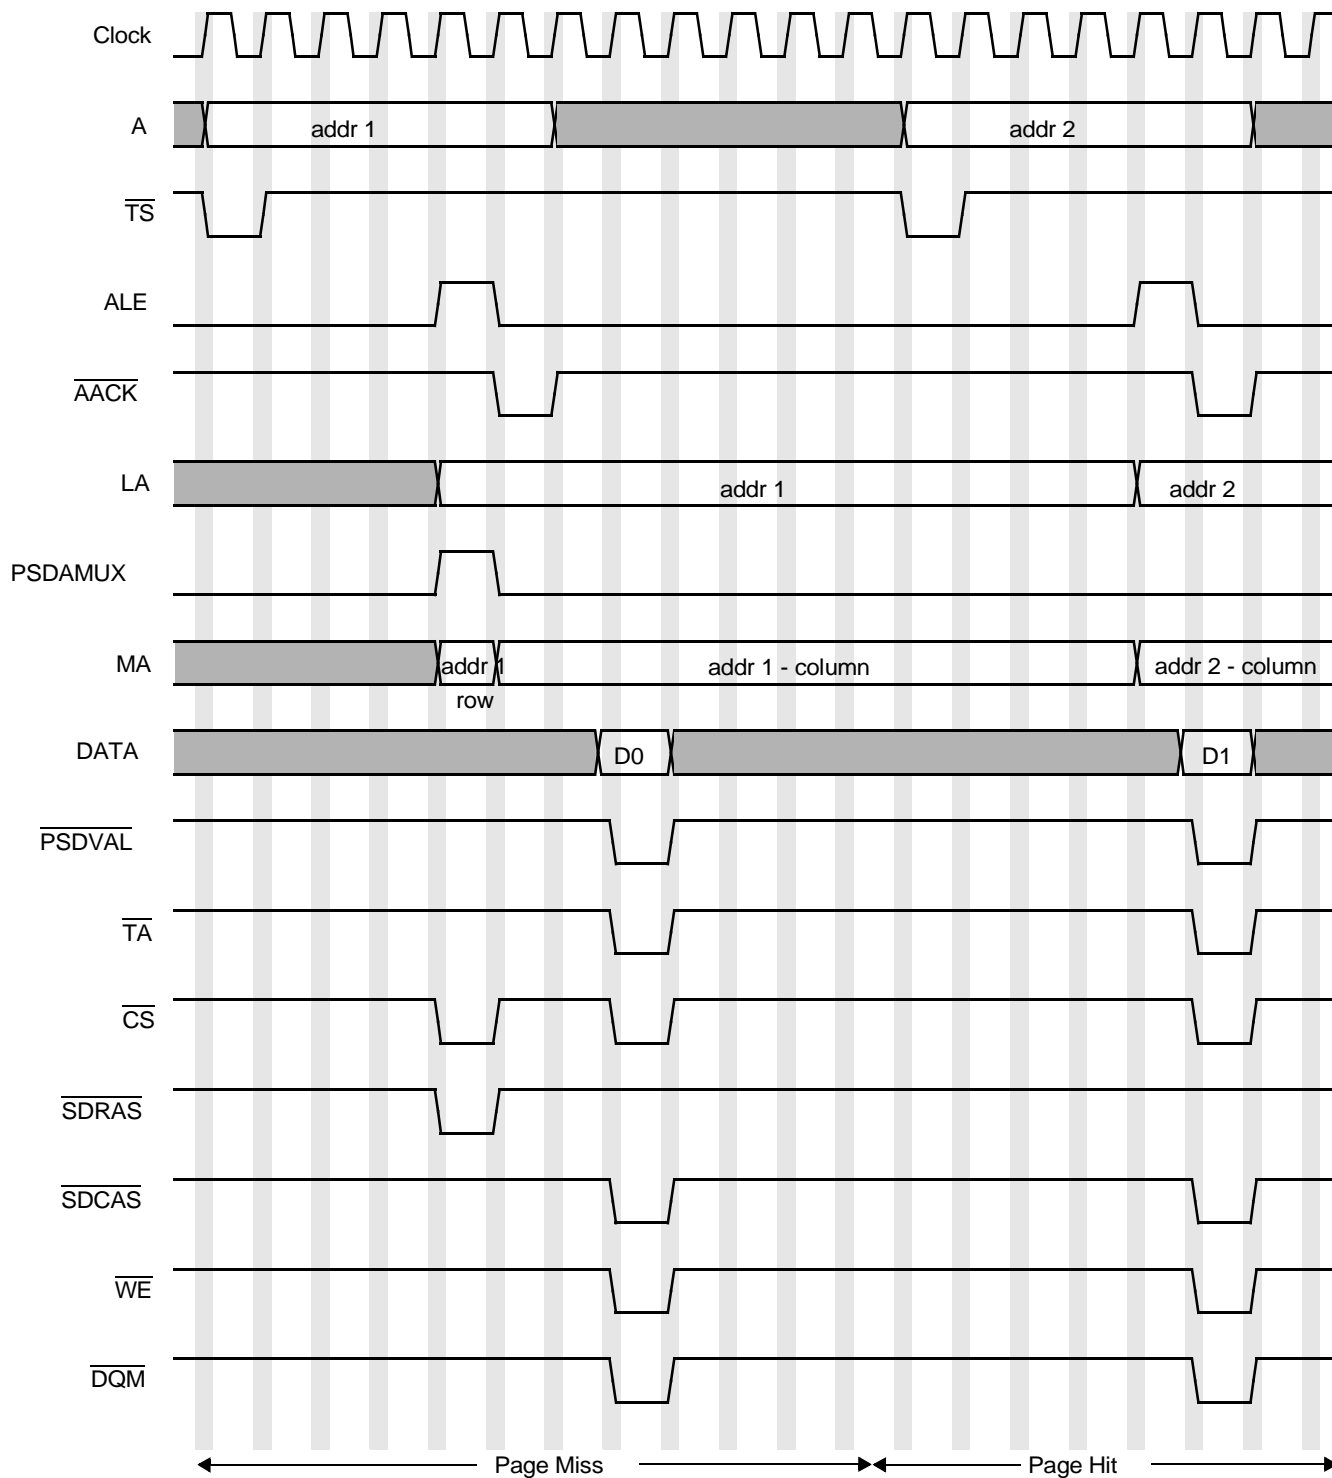 Clock
A
addr 1
addr 2
TS
ALE
AACK
LA
addr 1
addr 2
PSDAMUX
MA
addr 1
row
addr 1 - column
addr 2 - column
DATA
D0
D1
PSDVAL
TA
CS
SDRAS
SDCAS
WE
DQM
Page Miss
Page Hit